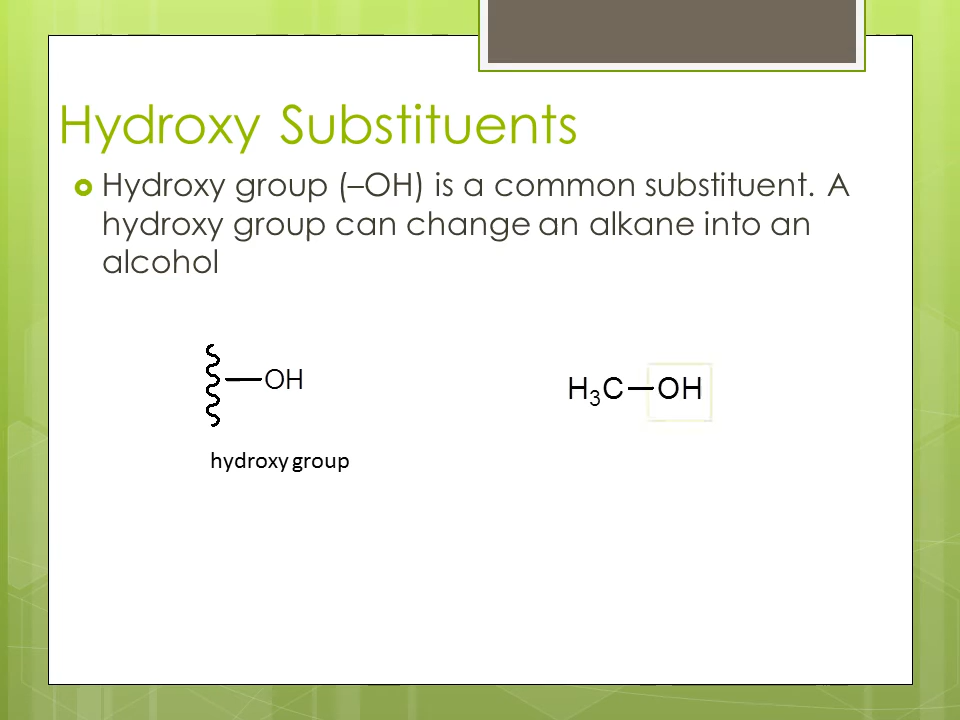 Hydroxy Substituents
Hydroxy group (–OH) is a common substituent. A
hydroxy group can change an alkane into an
alcohol
OH
H₃C—OH
hydroxy group